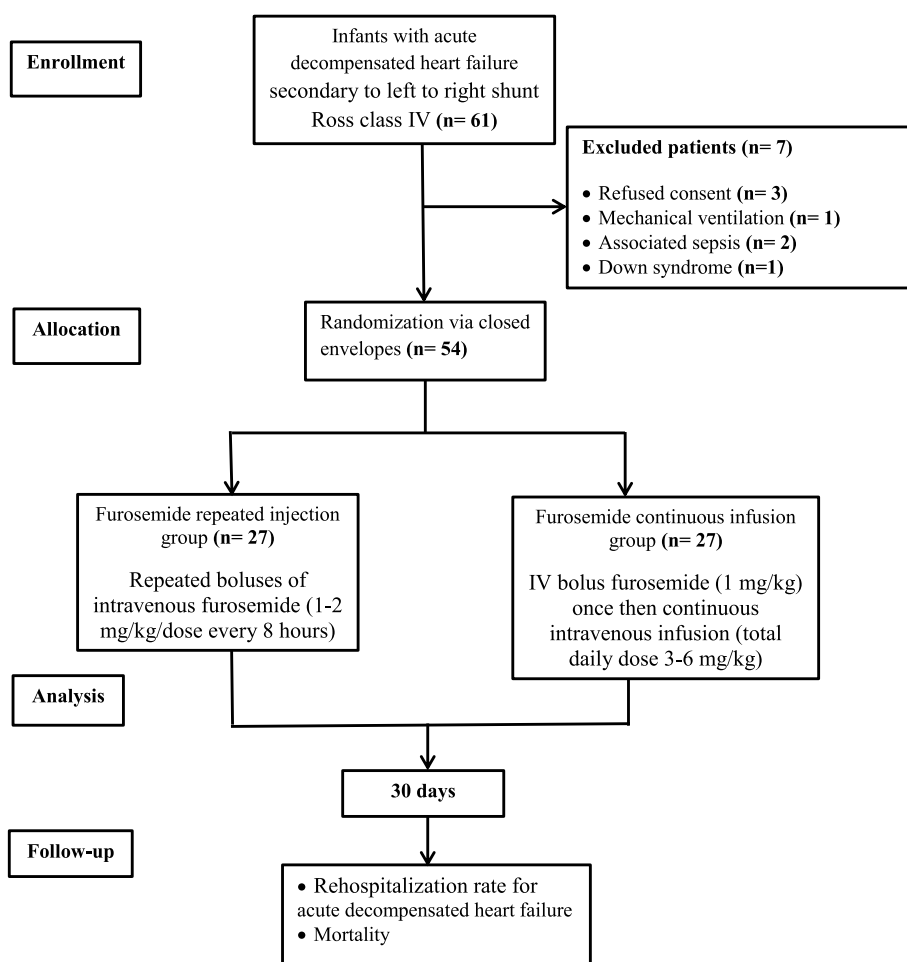 Enrollment
Infants with acute
decompensated heart failure
secondary to left to right shunt
Ross class IV (n= 61)
Excluded patients (n= 7)
• Refused consent (n= 3)
• Mechanical ventilation (n= 1)
• Associated sepsis (n= 2)
• Down syndrome (n=1)
Allocation
Randomization via closed
envelopes (n= 54)
Furosemide repeated injection
group (n= 27)
Repeated boluses of
intravenous furosemide (1-2
mg/kg/dose every 8 hours)
Furosemide continuous infusion
group (n= 27)
IV bolus furosemide (1 mg/kg)
once then continuous
intravenous infusion (total
daily dose 3-6 mg/kg)
Analysis
30 days
Follow-up
• Rehospitalization rate for
acute decompensated heart failure
• Mortality